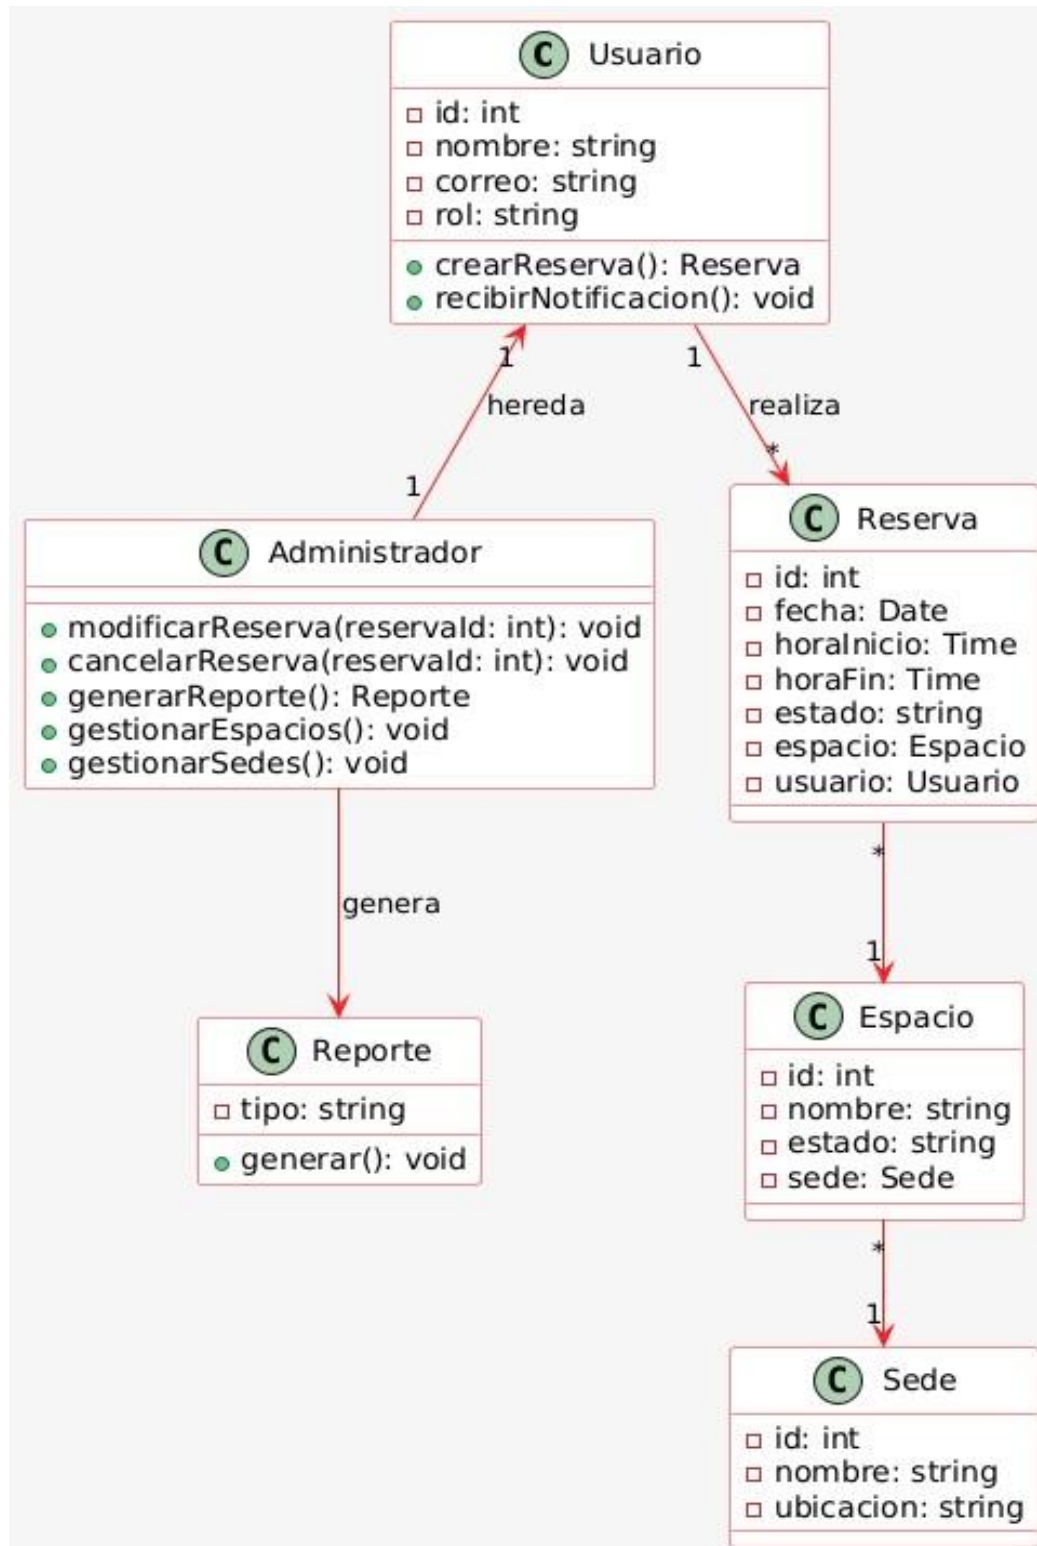 C Usuario
id: int
nombre: string
correo: string
rol: string
crearReserva(): Reserva
recibirNotificacion(): void
1
1
hereda
realiza
1
*
C Administrador
modificarReserva(reservaId: int): void
cancelarReserva(reservaId: int): void
generarReporte(): Reporte
gestionarEspacios(): void
gestionarSedes(): void
C Reserva
id: int
fecha: Date
horaInicio: Time
horaFin: Time
estado: string
espacio: Espacio
usuario: Usuario
genera
*
1
C Reporte
tipo: string
generar(): void
C Espacio
id: int
nombre: string
estado: string
sede: Sede
*
1
C Sede
id: int
nombre: string
ubicacion: string